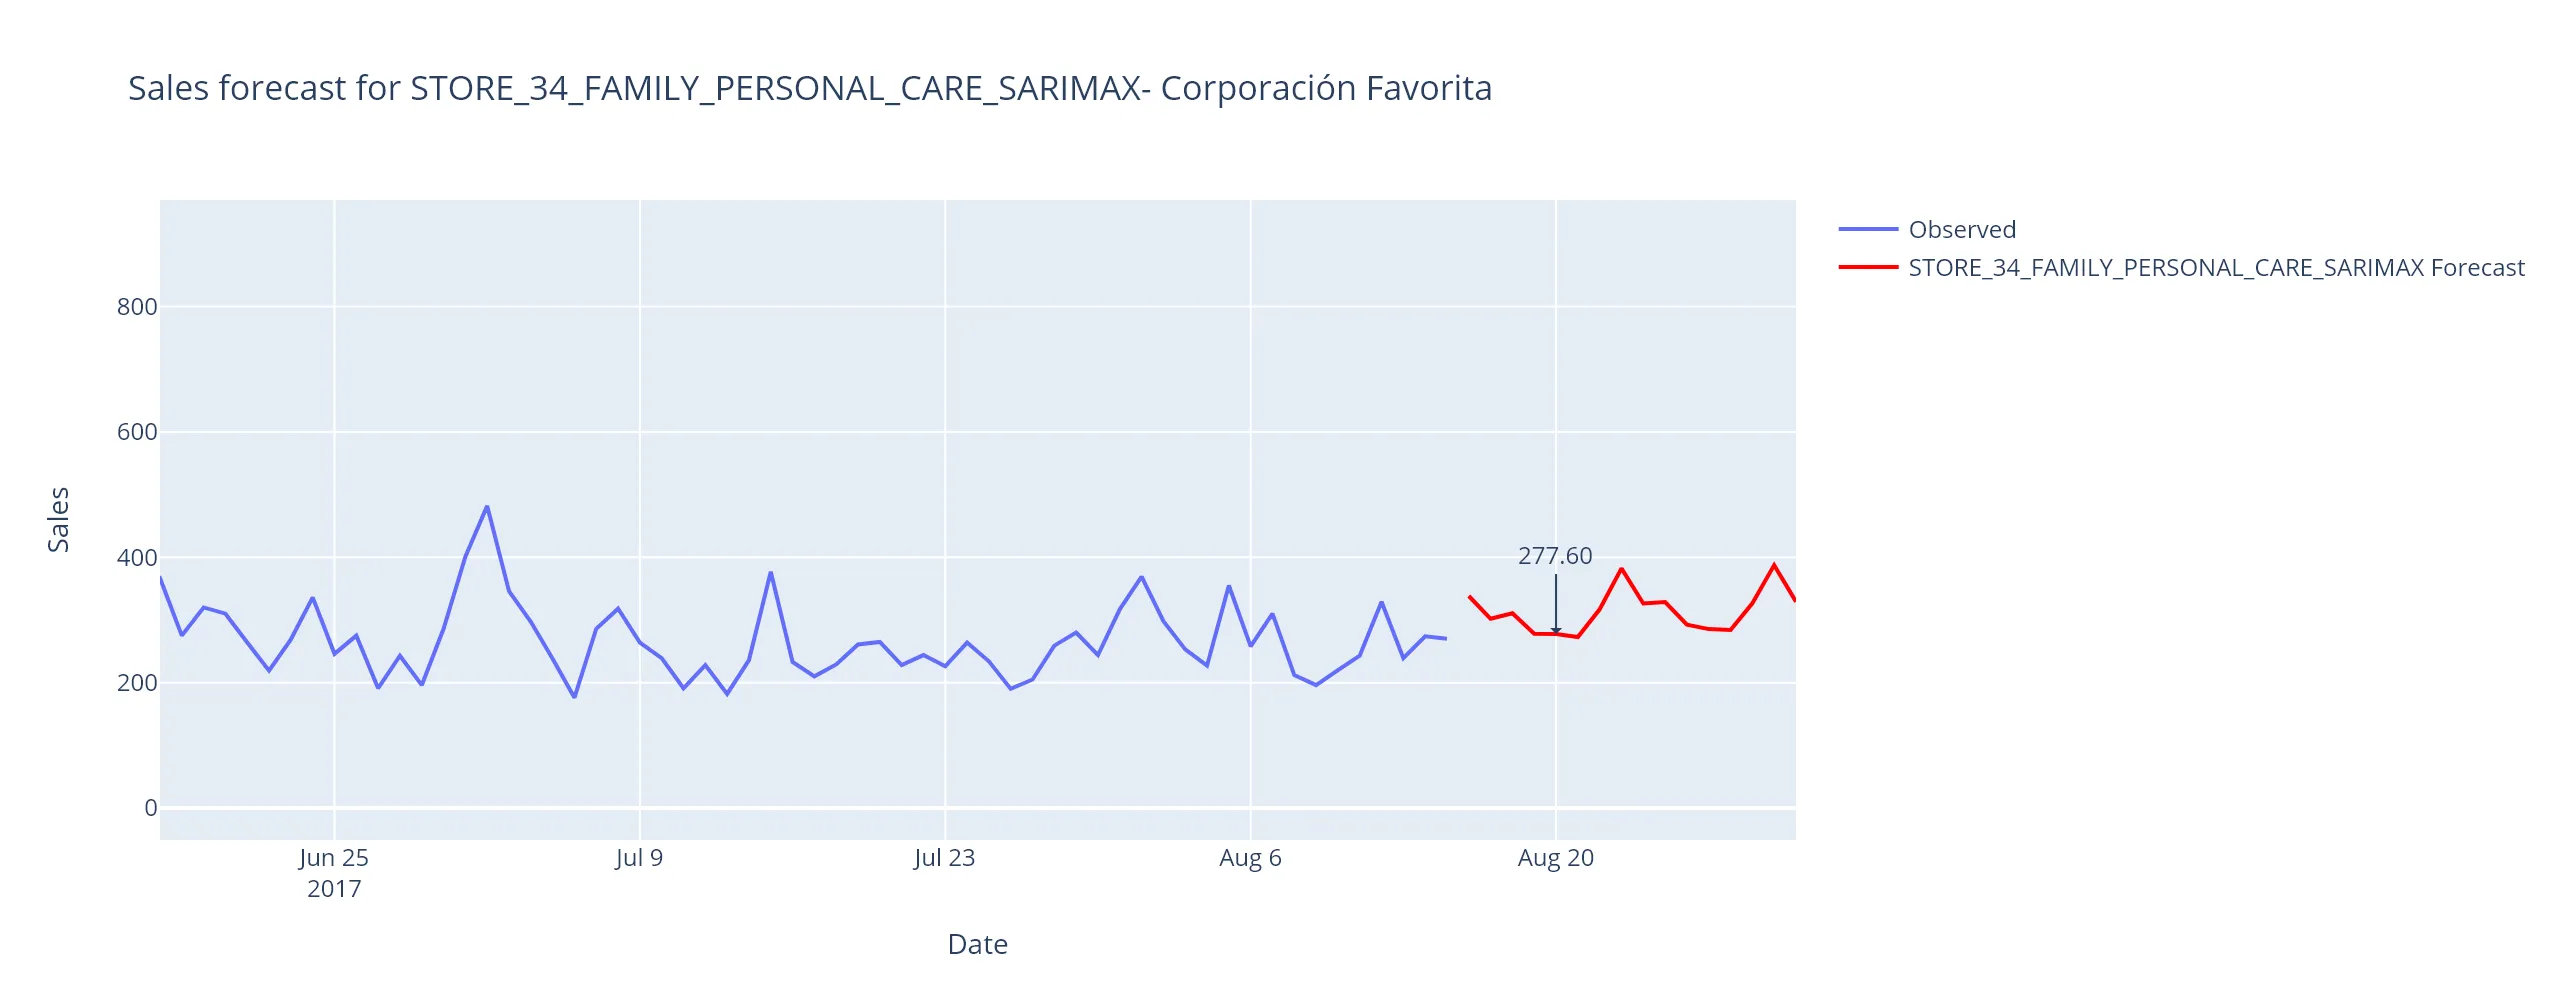 Sales forecast for STORE_34_FAMILY_PERSONAL_CARE_SARIMAX- Corporación Favorita
Observed
STORE_34_FAMILY_PERSONAL_CARE_SARIMAX Forecast
800
600
400
200
0
Sales
277.60
Jun 25
2017
Jul 9
Jul 23
Aug 6
Aug 20
Date